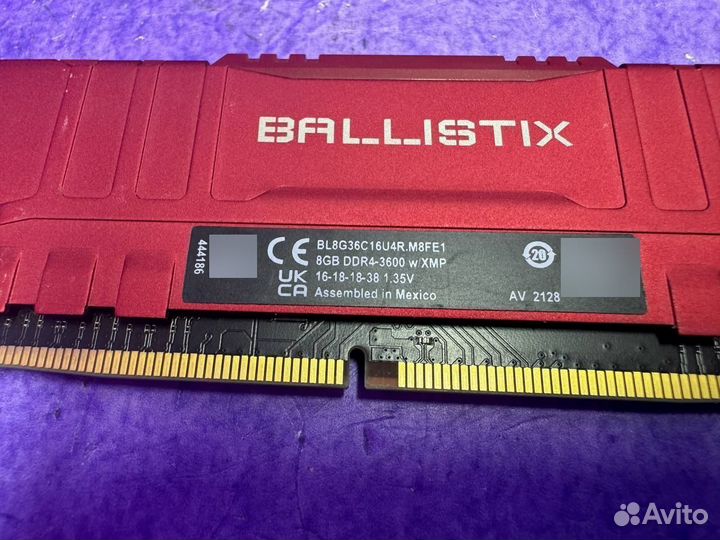 BALLISTIX
444186
CE
UK
CA
BL8G36C16U4R.M8FE1
8GB DDR4-3600 w/XMP
16-18-18-38 1.35V
Assembled in Mexico
20
AV 2128
Avito